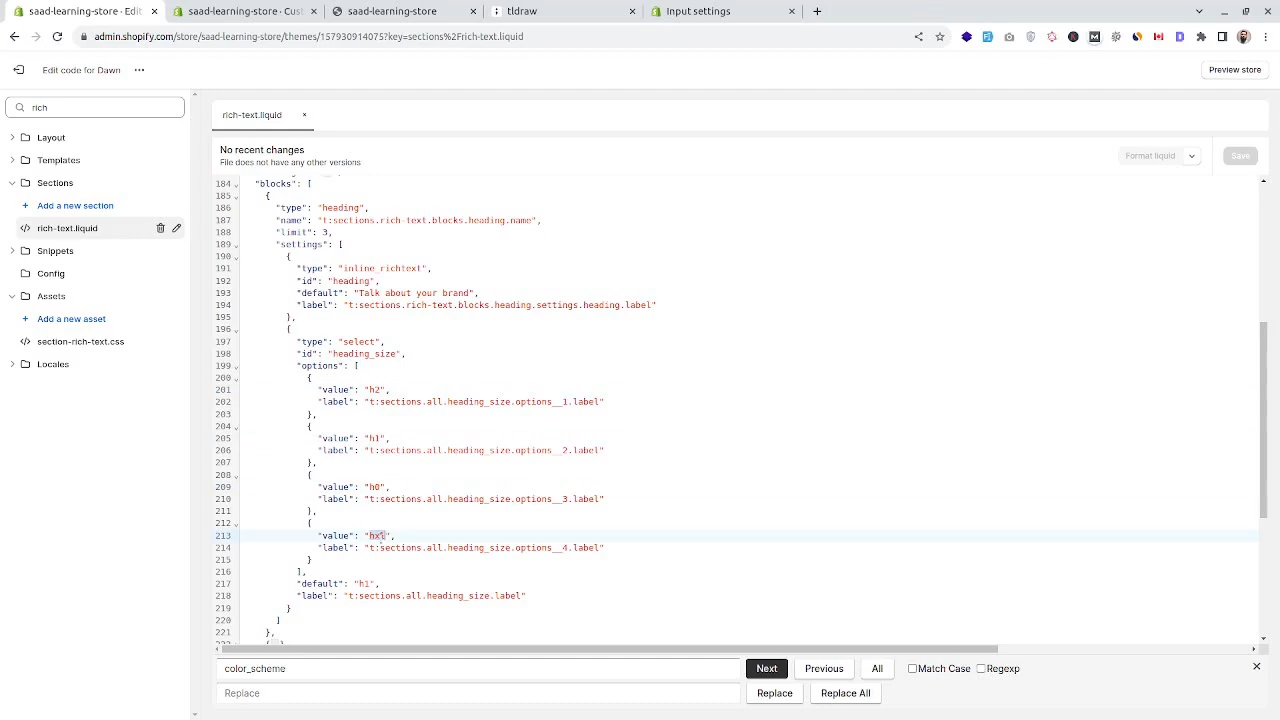 saad-learning-store · Edit
saad-learning-store · Cus
saad-learning-store
tldraw
Input settings
admin.shopify.com/store/saad-learning-store/themes/157930914075?key=sections%2Frich-text.liquid
Edit code for Dawn
Preview store
rich
Layout
Templates
Sections
Add a new section
rich-text.liquid
Snippets
Config
Assets
Add a new asset
section-rich-text.css
Locales
rich-text.liquid
No recent changes
File does not have any other versions
Format liquid
Save
184 "blocks": [
185 {
186 "type": "heading",
187 "name": "t:sections.rich-text.blocks.heading.name",
188 "limit": 3,
189 "settings": [
190 {
191 "type": "inline_richtext",
192 "id": "heading",
193 "default": "Talk about your brand",
194 "label": "t:sections.rich-text.blocks.heading.settings.heading.label"
195 },
196 {
197 "type": "select",
198 "id": "heading_size",
199 "options": [
200 {
201 "value": "h2",
202 "label": "t:sections.all.heading_size.options__1.label"
203 },
204 {
205 "value": "h1",
206 "label": "t:sections.all.heading_size.options__2.label"
207 },
208 {
209 "value": "h0",
210 "label": "t:sections.all.heading_size.options__3.label"
211 },
212 {
213 "value": "hxl",
214 "label": "t:sections.all.heading_size.options__4.label"
215 }
216 ],
217 "default": "h1",
218 "label": "t:sections.all.heading_size.label"
219 }
220 ]
221 },
color_scheme
Next
Previous
All
Match Case
Regexp
Replace
Replace
Replace All